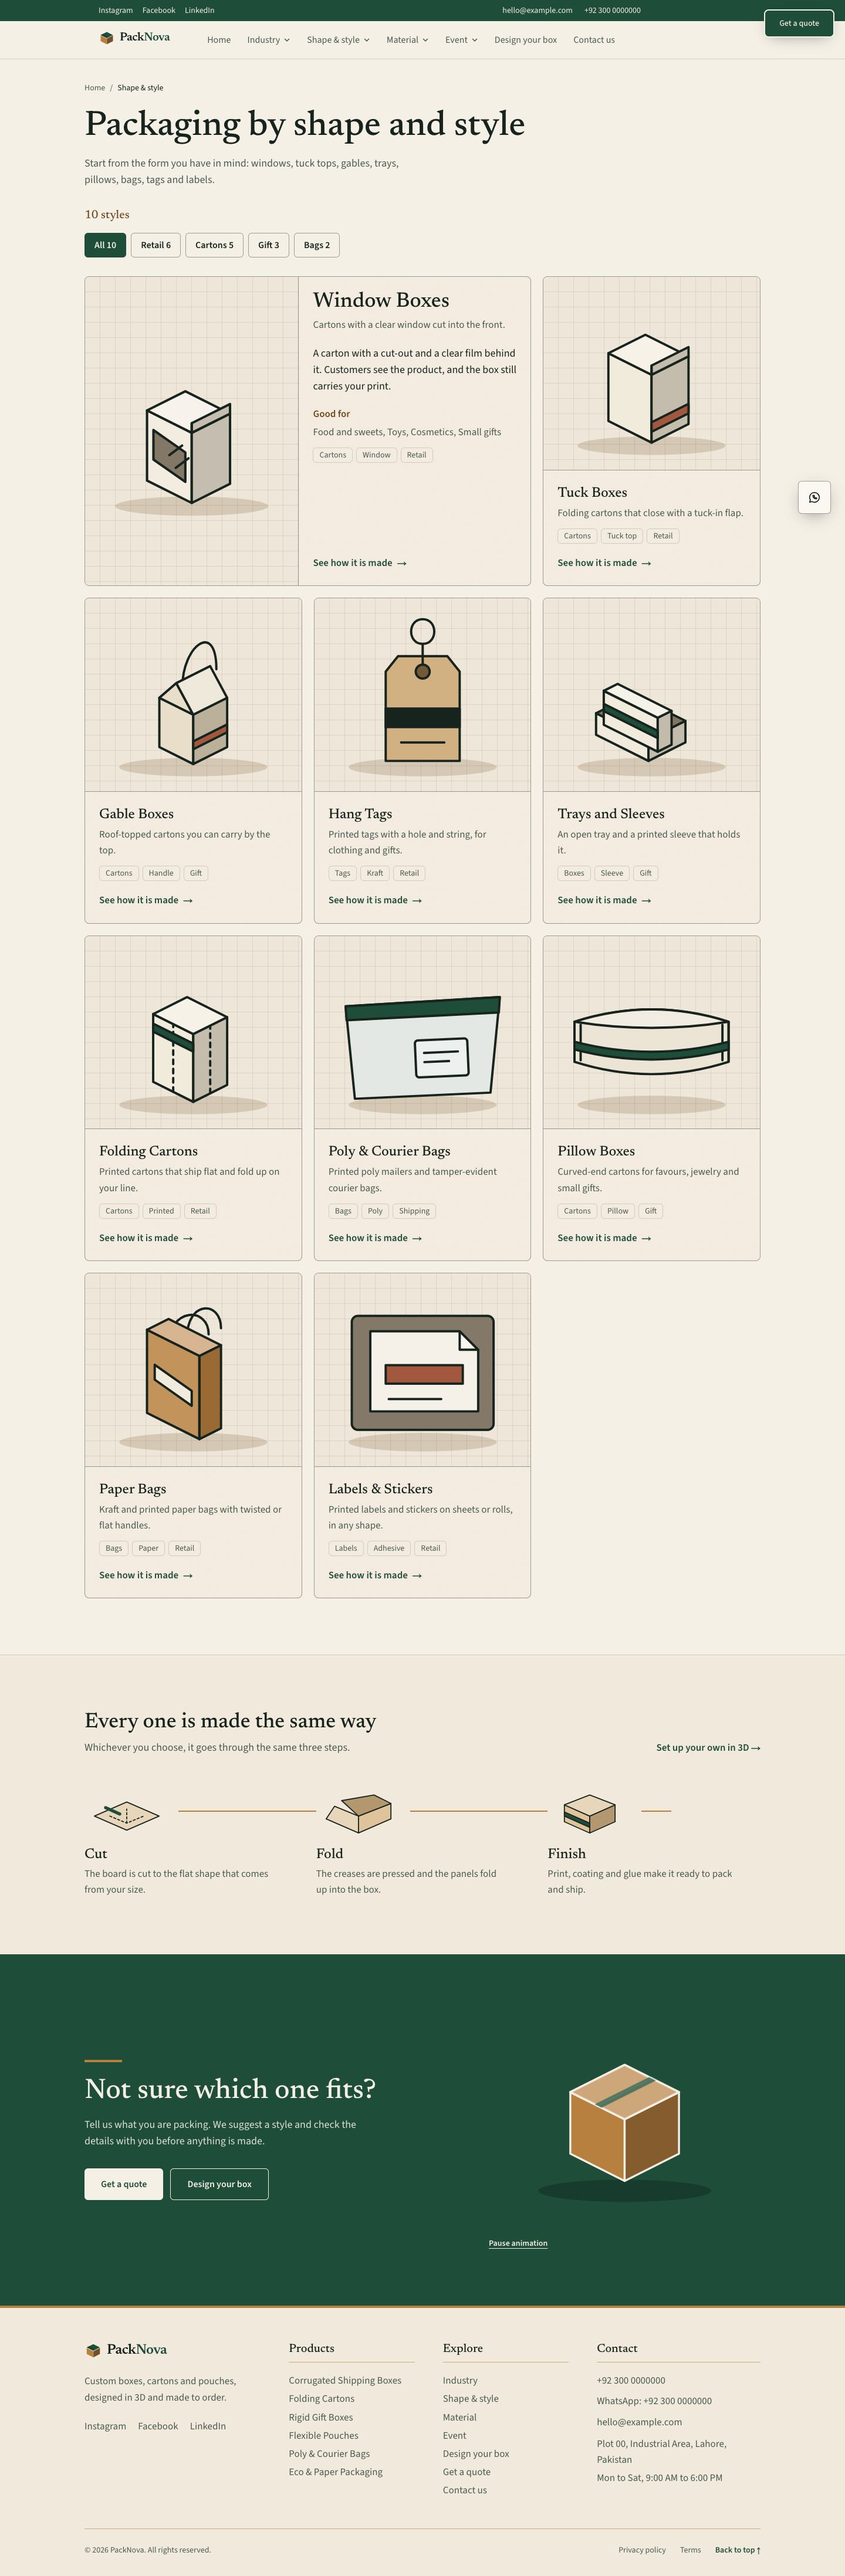 Instagram Facebook LinkedIn
hello@example.com +92 300 0000000
Get a quote
PackNova
Home Industry Shape & style Material Event Design your box Contact us
Home / Shape & style
Packaging by shape and style
Start from the form you have in mind: windows, tuck tops, gables, trays,
pillows, bags, tags and labels.
10 styles
All 10 Retail 6 Cartons 5 Gift 3 Bags 2
Window Boxes
Cartons with a clear window cut into the front.
A carton with a cut-out and a clear film behind
it. Customers see the product, and the box still
carries your print.
Good for
Food and sweets, Toys, Cosmetics, Small gifts
Cartons Window Retail
See how it is made →
Tuck Boxes
Folding cartons that close with a tuck-in flap.
Cartons Tuck top Retail
See how it is made →
Gable Boxes
Roof-topped cartons you can carry by the
top.
Cartons Handle Gift
See how it is made →
Hang Tags
Printed tags with a hole and string, for
clothing and gifts.
Tags Kraft Retail
See how it is made →
Trays and Sleeves
An open tray and a printed sleeve that holds
it.
Boxes Sleeve Gift
See how it is made →
Folding Cartons
Printed cartons that ship flat and fold up on
your line.
Cartons Printed Retail
See how it is made →
Poly & Courier Bags
Printed poly mailers and tamper-evident
courier bags.
Bags Poly Shipping
See how it is made →
Pillow Boxes
Curved-end cartons for favours, jewelry and
small gifts.
Cartons Pillow Gift
See how it is made →
Paper Bags
Kraft and printed paper bags with twisted or
flat handles.
Bags Paper Retail
See how it is made →
Labels & Stickers
Printed labels and stickers on sheets or rolls,
in any shape.
Labels Adhesive Retail
See how it is made →
Every one is made the same way
Whichever you choose, it goes through the same three steps.
Set up your own in 3D →
Cut
The board is cut to the flat shape that comes
from your size.
Fold
The creases are pressed and the panels fold
up into the box.
Finish
Print, coating and glue make it ready to pack
and ship.
Not sure which one fits?
Tell us what you are packing. We suggest a style and check the
details with you before anything is made.
Get a quote Design your box
Pause animation
PackNova
Custom boxes, cartons and pouches,
designed in 3D and made to order.
Instagram Facebook LinkedIn
Products
Corrugated Shipping Boxes
Folding Cartons
Rigid Gift Boxes
Flexible Pouches
Poly & Courier Bags
Eco & Paper Packaging
Explore
Industry
Shape & style
Material
Event
Design your box
Get a quote
Contact us
Contact
+92 300 0000000
WhatsApp: +92 300 0000000
hello@example.com
Plot 00, Industrial Area, Lahore,
Pakistan
Mon to Sat, 9:00 AM to 6:00 PM
© 2026 PackNova. All rights reserved.
Privacy policy Terms Back to top ↑